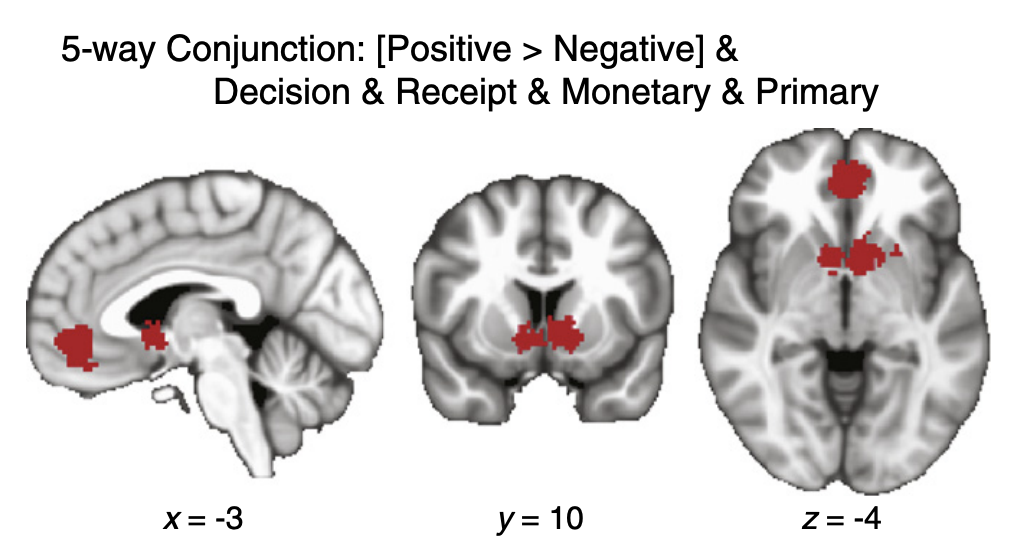 5-way Conjunction: [Positive > Negative] &
Decision & Receipt & Monetary & Primary
x = -3
y = 10
z = -4